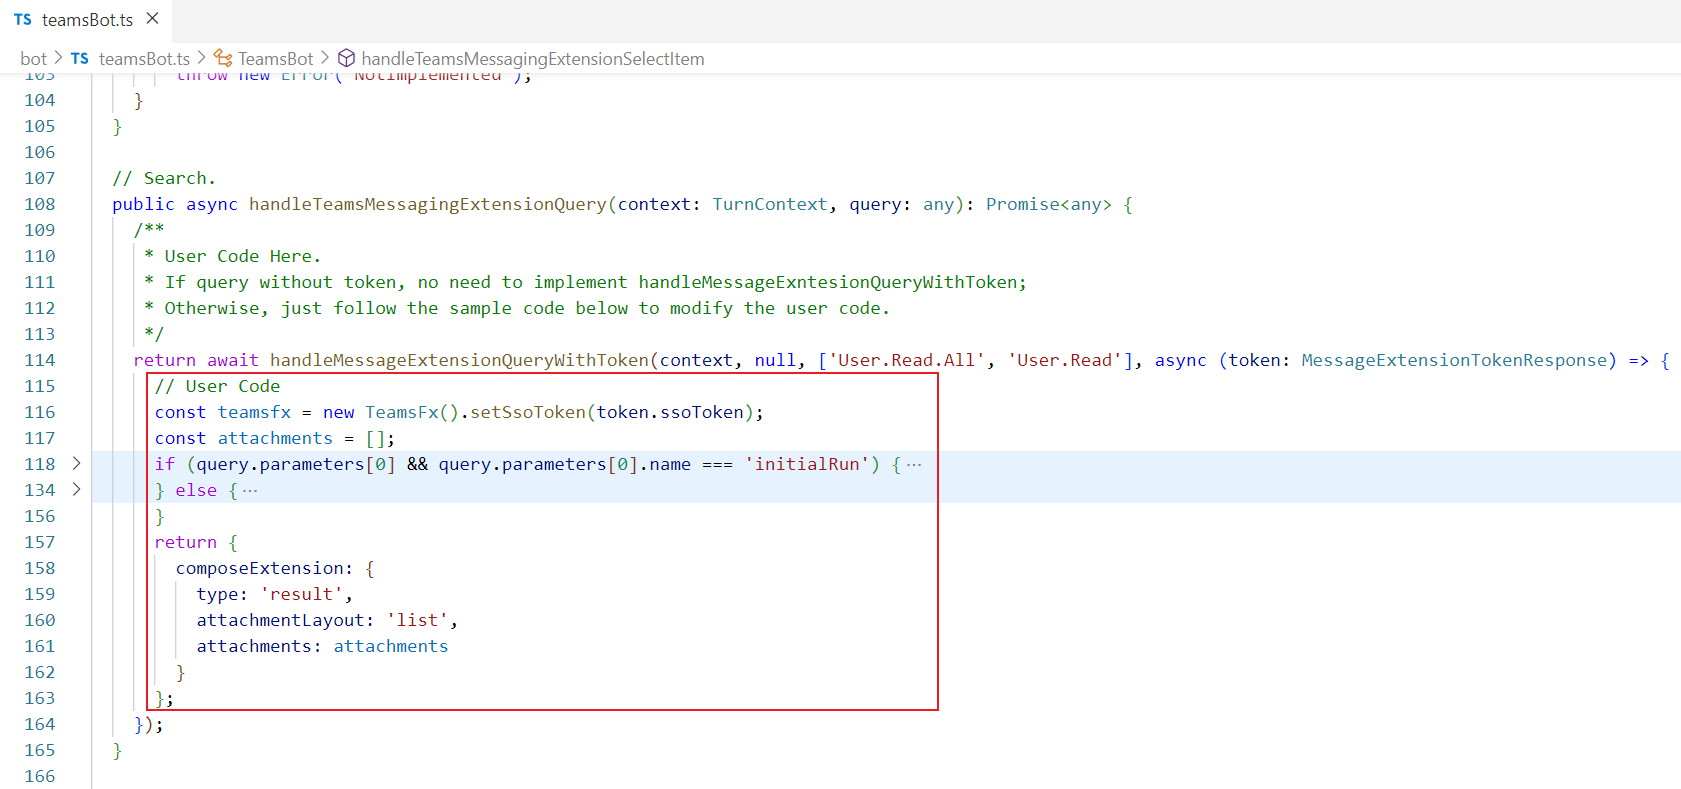 TS teamsBot.ts ×
bot > TS teamsBot.ts > TeamsBot > handleTeamsMessagingExtensionSelectItem
103 throw new Error("NotImplemented");
104 }
105 }
106
107 // Search.
108 public async handleTeamsMessagingExtensionQuery(context: TurnContext, query: any): Promise<any> {
109 /**
110 * User Code Here.
111 * If query without token, no need to implement handleMessageExntesionQueryWithToken;
112 * Otherwise, just follow the sample code below to modify the user code.
113 */
114 return await handleMessageExtensionQueryWithToken(context, null, ['User.Read.All', 'User.Read'], async (token: MessageExtensionTokenResponse) => {
115 // User Code
116 const teamsfx = new TeamsFx().setSsoToken(token.ssoToken);
117 const attachments = [];
118 > if (query.parameters[0] && query.parameters[0].name === 'initialRun') { ···
134 > } else { ···
156 }
157 return {
158 composeExtension: {
159 type: 'result',
160 attachmentLayout: 'list',
161 attachments: attachments
162 }
163 };
164 });
165 }
166